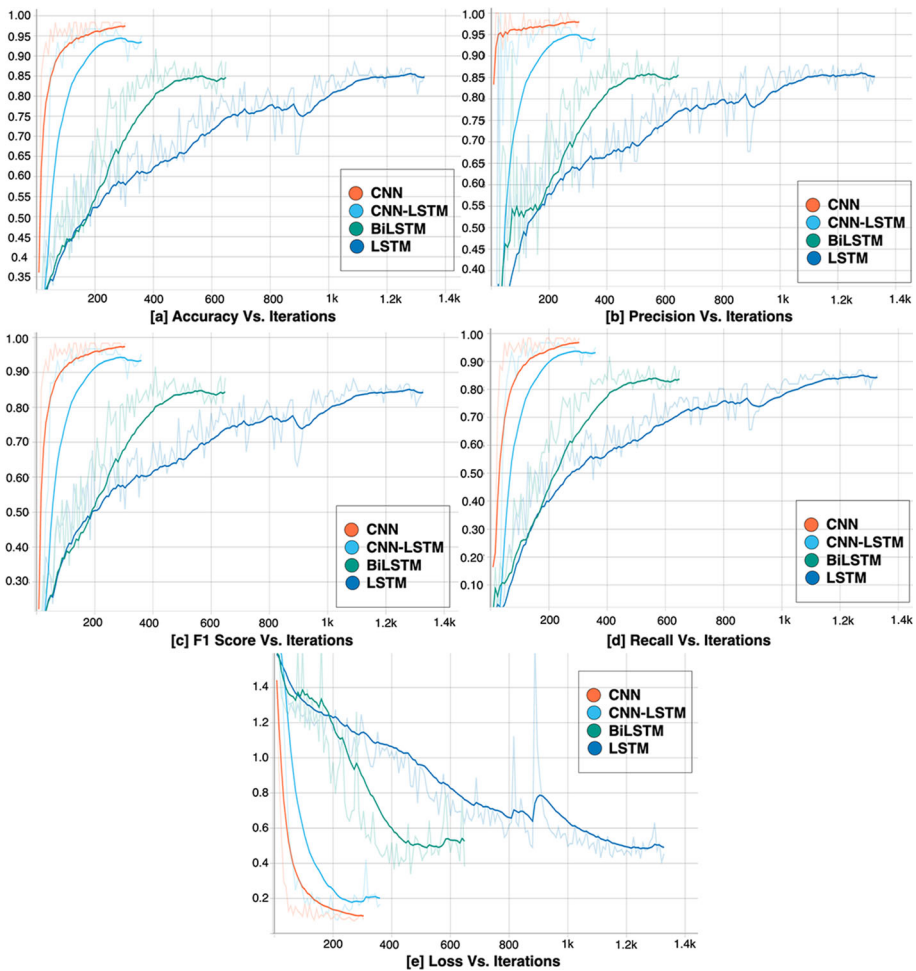 1.00
0.95
0.90
0.85
0.80
0.75
0.70
0.65
0.60
0.55
0.50
0.45
0.40
0.35
CNN
CNN-LSTM
BiLSTM
LSTM
200 400 600 800 1k 1.2k 1.4k
[a] Accuracy Vs. Iterations
1.00
0.95
0.90
0.85
0.80
0.75
0.70
0.65
0.60
0.55
0.50
0.45
0.40
CNN
CNN-LSTM
BiLSTM
LSTM
200 400 600 800 1k 1.2k 1.4k
[b] Precision Vs. Iterations
1.00
0.90
0.80
0.70
0.60
0.50
0.40
0.30
CNN
CNN-LSTM
BiLSTM
LSTM
200 400 600 800 1k 1.2k 1.4k
[c] F1 Score Vs. Iterations
1.00
0.90
0.80
0.70
0.60
0.50
0.40
0.30
0.20
0.10
CNN
CNN-LSTM
BiLSTM
LSTM
200 400 600 800 1k 1.2k 1.4k
[d] Recall Vs. Iterations
1.4
1.2
1.0
0.8
0.6
0.4
0.2
CNN
CNN-LSTM
BiLSTM
LSTM
200 400 600 800 1k 1.2k 1.4k
[e] Loss Vs. Iterations